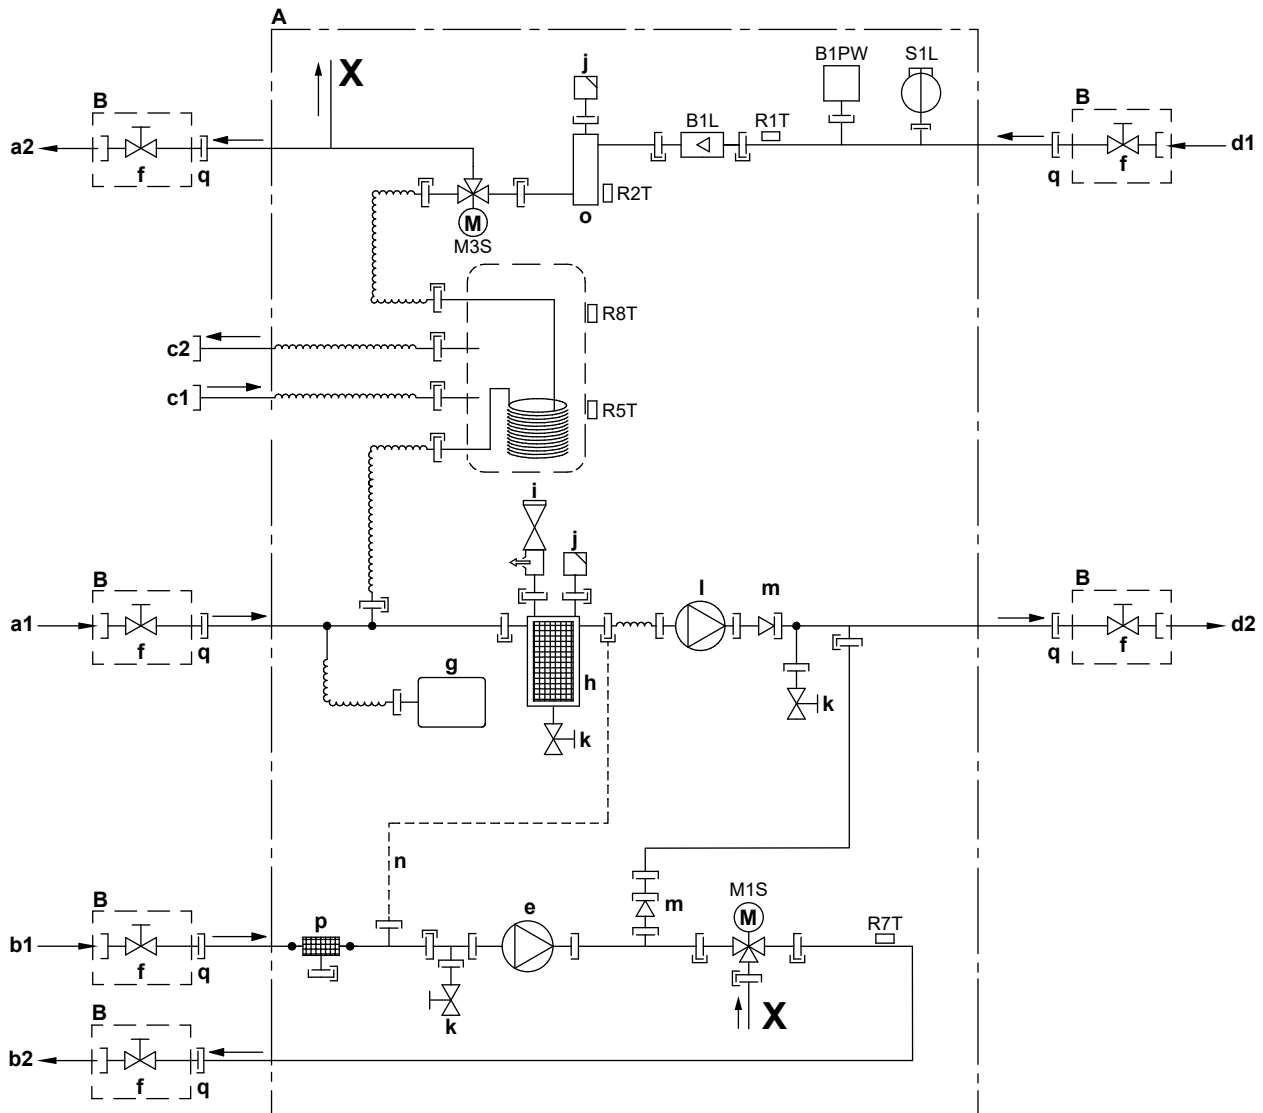 A
X
j
B1PW
S1L
B
B
B1L
R1T
a2
f
q
q
f
d1
R2T
o
M
M3S
R8T
c2
c1
R5T
i
j
B
l
m
B
a1
f
q
q
f
d2
g
h
k
k
n
B
p
e
m
M1S
M
R7T
b1
f
q
k
X
B
b2
f
q